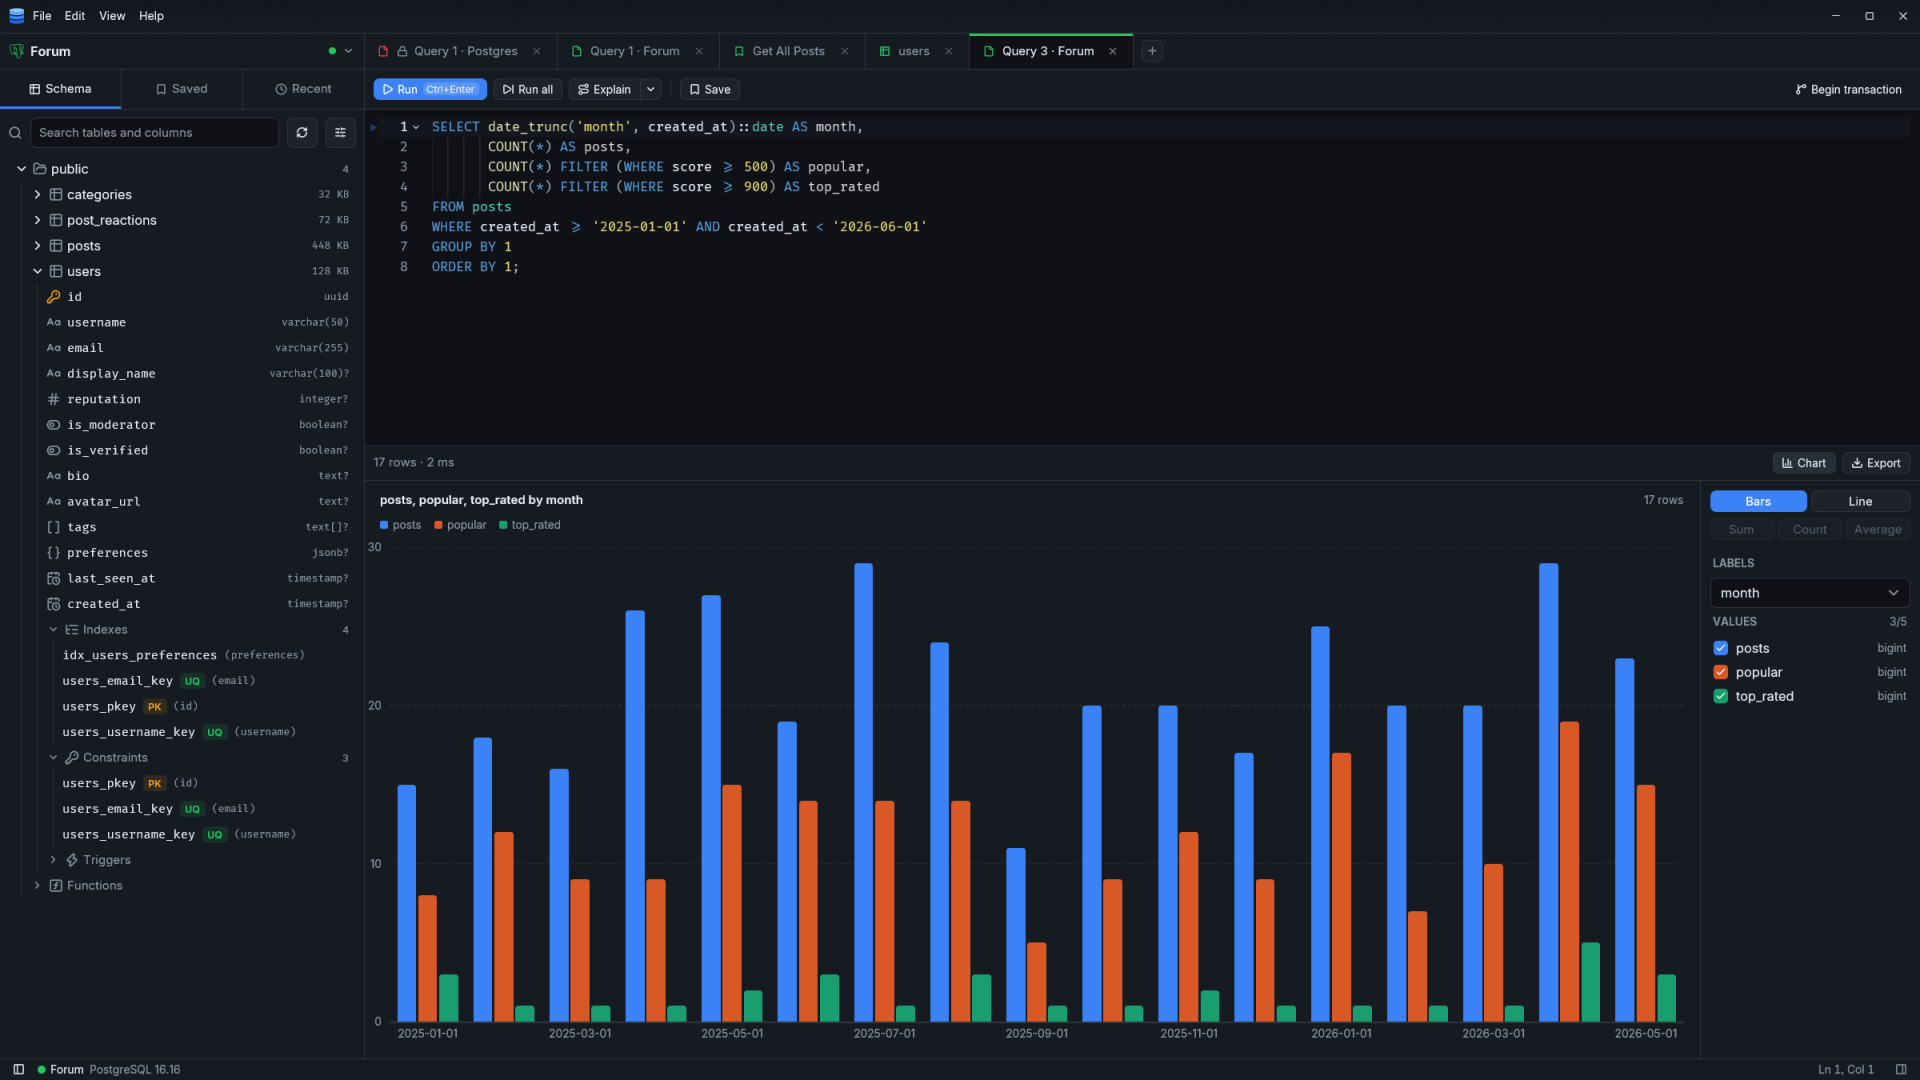 File Edit View Help
Forum
Query 1 · Postgres
Query 1 · Forum
Get All Posts
users
Query 3 · Forum
Schema
Saved
Recent
Run Ctrl+Enter
Run all
Explain
Save
Begin transaction
Search tables and columns
public 4
categories 32 KB
post_reactions 72 KB
posts 448 KB
users 128 KB
id uuid
username varchar(50)
email varchar(255)
display_name varchar(100)?
reputation integer?
is_moderator boolean?
is_verified boolean?
bio text?
avatar_url text?
tags text[]?
preferences jsonb?
last_seen_at timestamp?
created_at timestamp?
Indexes 4
idx_users_preferences (preferences)
users_email_key UQ (email)
users_pkey PK (id)
users_username_key UQ (username)
Constraints 3
users_pkey PK (id)
users_email_key UQ (email)
users_username_key UQ (username)
Triggers
Functions
1 SELECT date_trunc('month', created_at)::date AS month,
2 COUNT(*) AS posts,
3 COUNT(*) FILTER (WHERE score ≥ 500) AS popular,
4 COUNT(*) FILTER (WHERE score ≥ 900) AS top_rated
5 FROM posts
6 WHERE created_at ≥ '2025-01-01' AND created_at < '2026-06-01'
7 GROUP BY 1
8 ORDER BY 1;
17 rows · 2 ms
Chart
Export
posts, popular, top_rated by month
17 rows
posts popular top_rated
30
20
10
0
2025-01-01 2025-03-01 2025-05-01 2025-07-01 2025-09-01 2025-11-01 2026-01-01 2026-03-01 2026-05-01
Bars Line
Sum Count Average
LABELS
month
VALUES 3/5
posts bigint
popular bigint
top_rated bigint
Forum PostgreSQL 16.16
Ln 1, Col 1